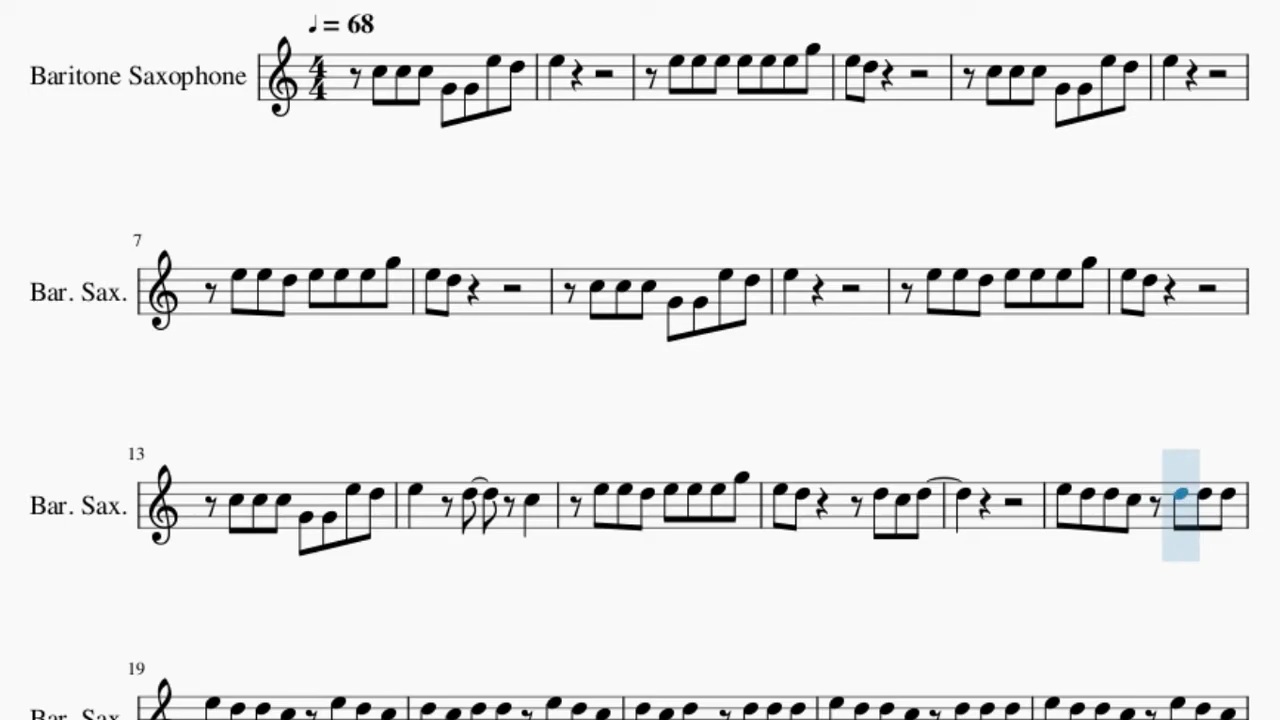 ♩ = 68
Baritone Saxophone
4
4
7
Bar. Sax.
13
Bar. Sax.
19
Bar. Sax.